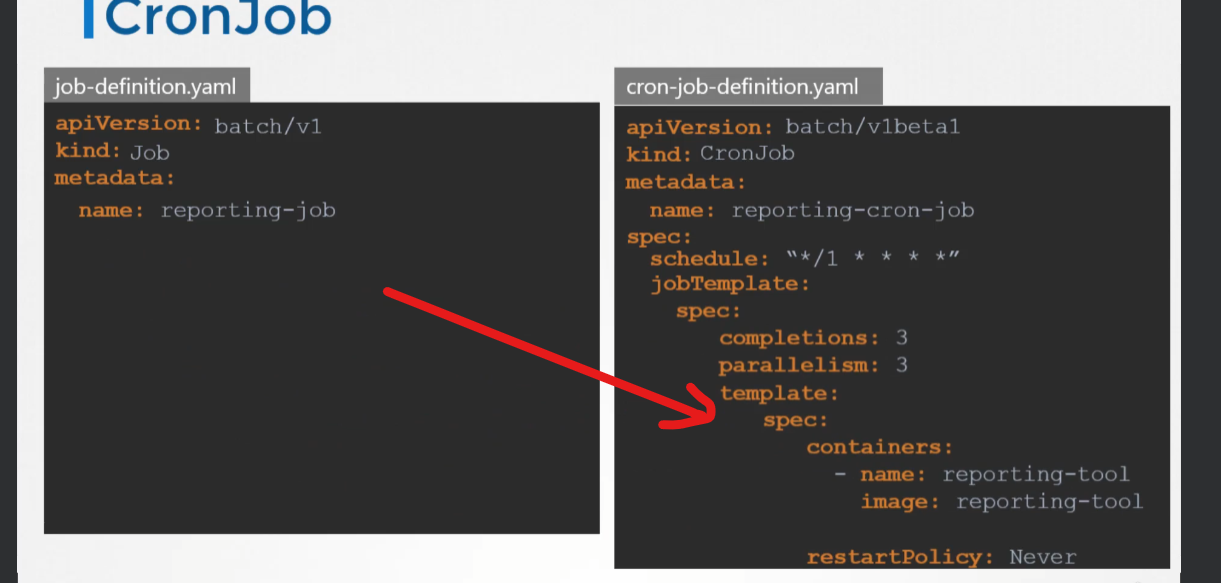 CronJob
job-definition.yaml
apiVersion: batch/v1
kind: Job
metadata:
name: reporting-job
cron-job-definition.yaml
apiVersion: batch/v1beta1
kind: CronJob
metadata:
name: reporting-cron-job
spec:
schedule: “*/1 * * * *”
jobTemplate:
spec:
completions: 3
parallelism: 3
template:
spec:
containers:
- name: reporting-tool
image: reporting-tool
restartPolicy: Never